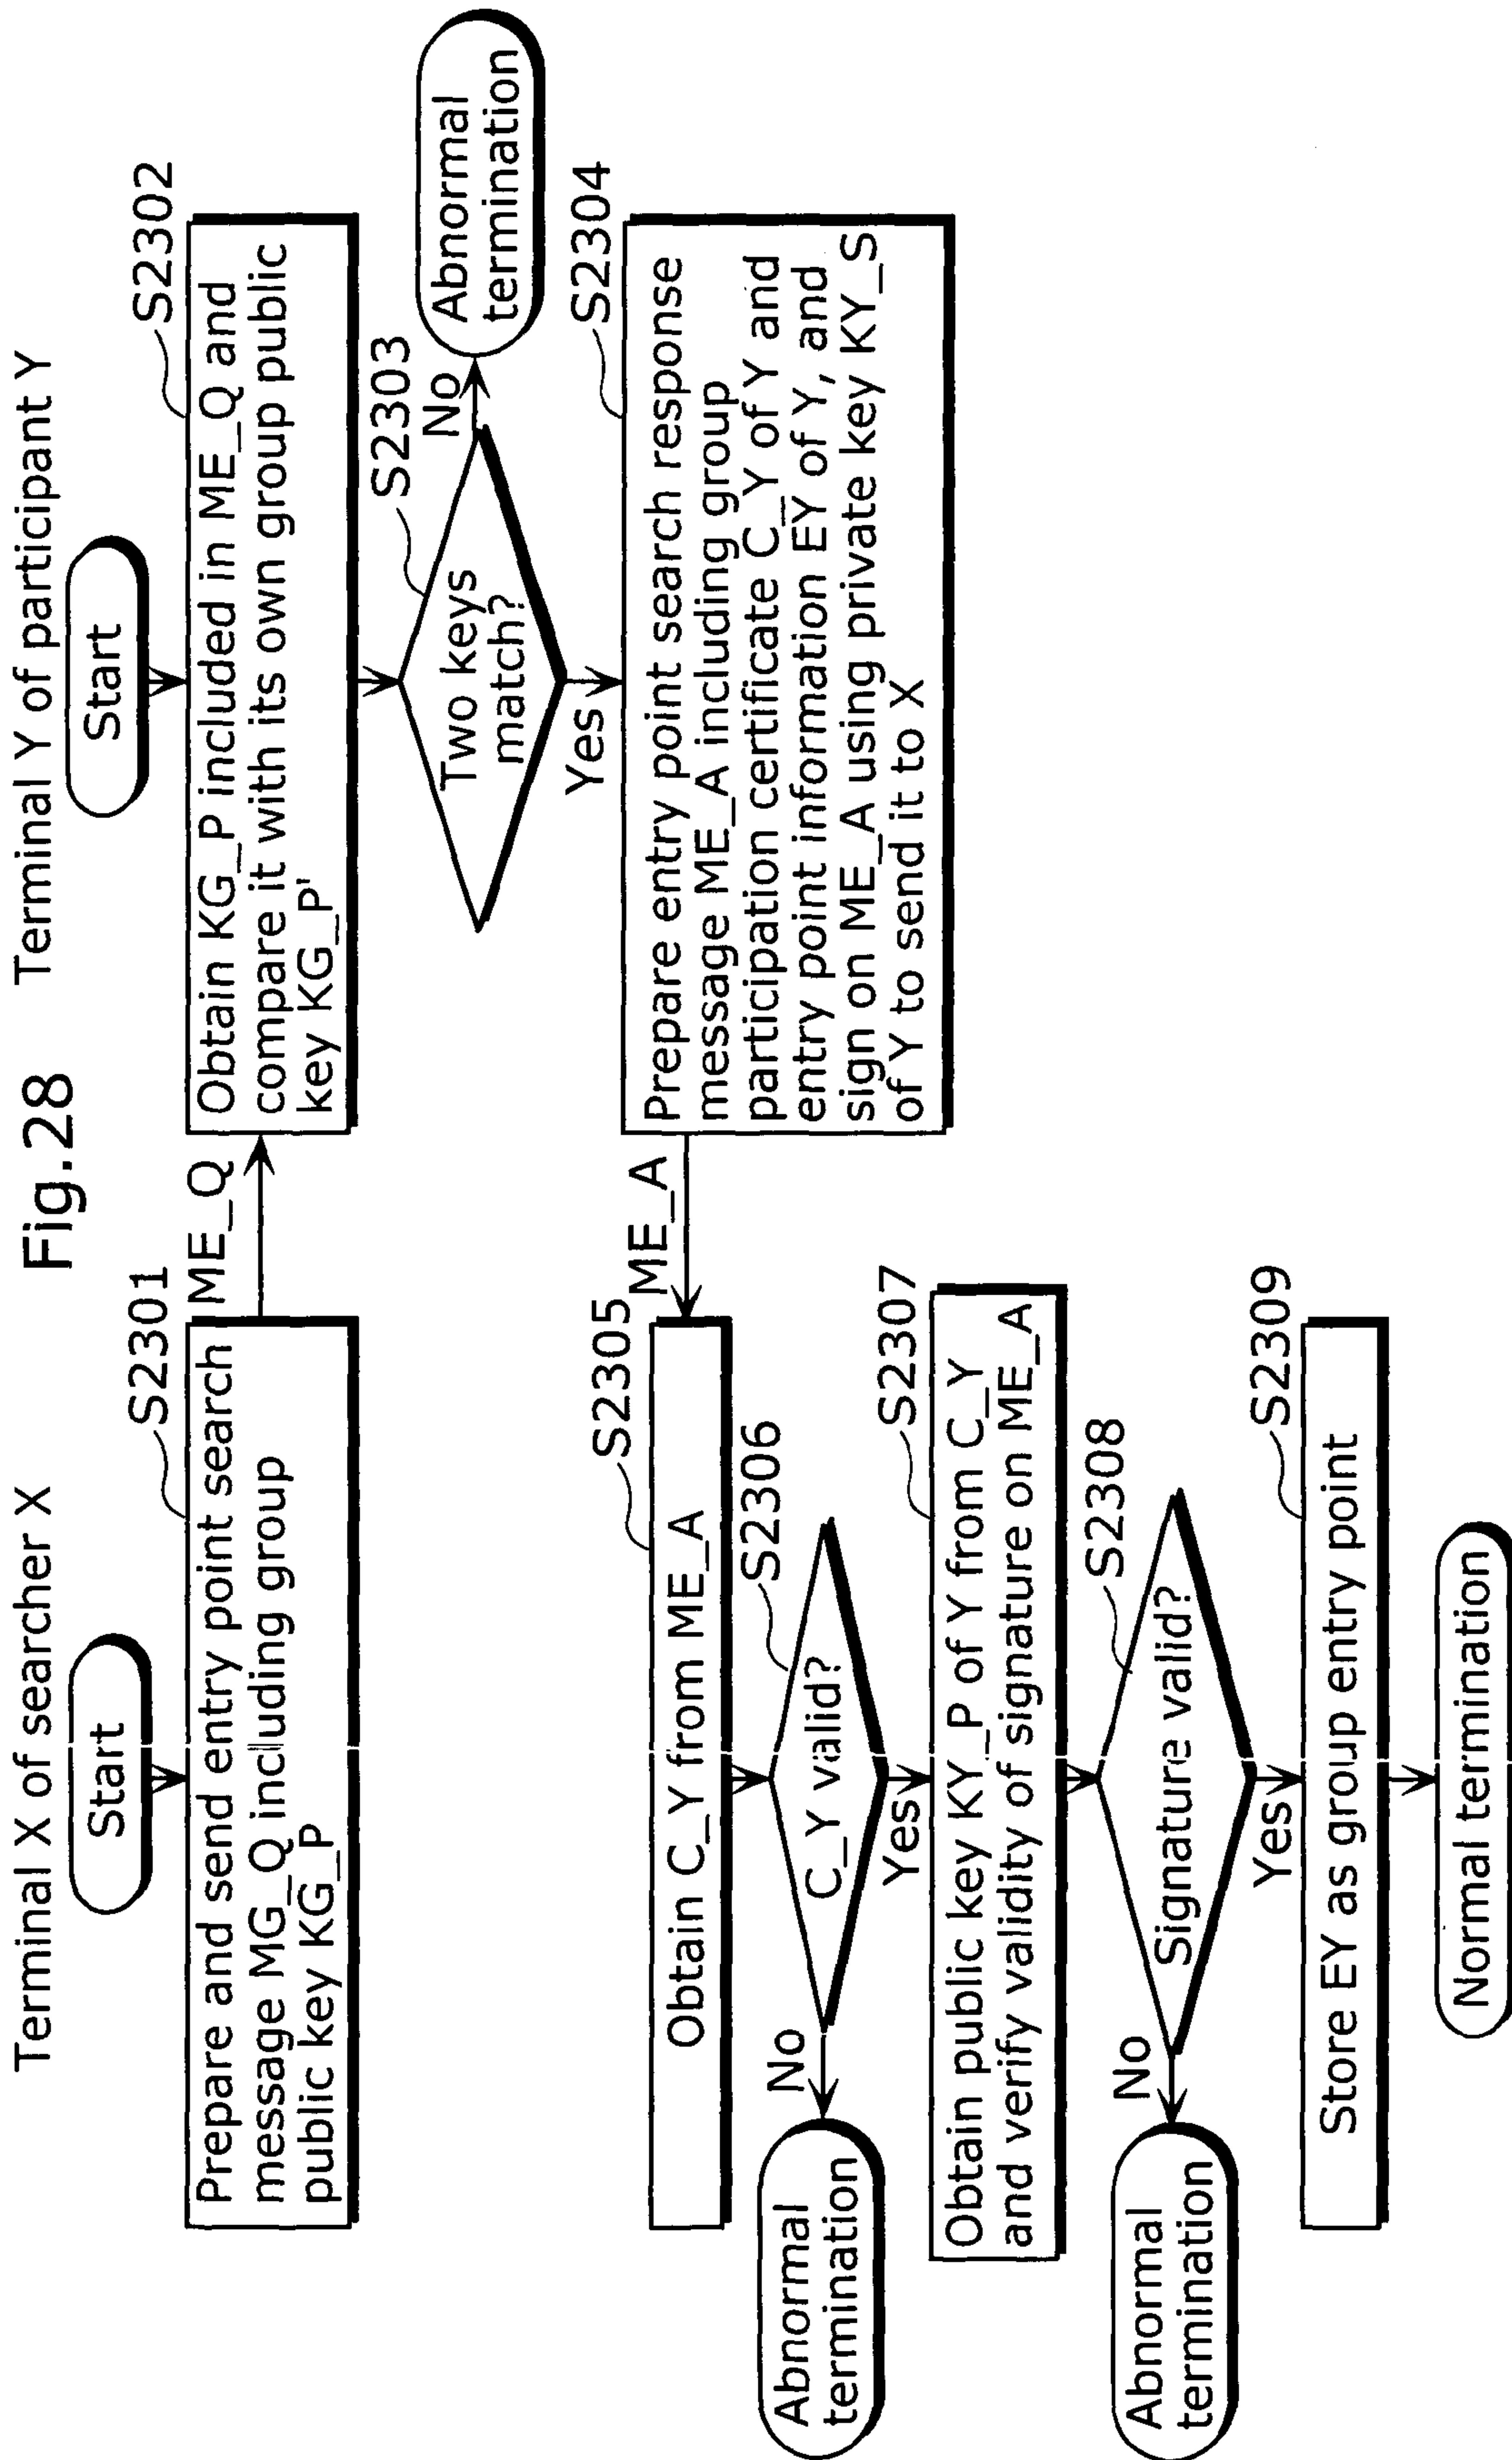 Fig.28
Terminal X of searcher X
Start
S2301
Prepare and send entry point search
message MG_Q including group
public key KG_P
ME_Q
Terminal Y of participant Y
Start
S2302
Obtain KG_P included in ME_Q and
compare it with its own group public
key KG_P'
S2303
Two keys
match?
No
Abnormal
termination
Yes
S2304
Prepare entry point search response
message ME_A including group
participation certificate C_Y of Y and
entry point information EY of Y, and
sign on ME_A using private key KY_S
of Y to send it to X
ME_A
S2305
Obtain C_Y from ME_A
S2306
C_Y valid?
No
Abnormal
termination
Yes
S2307
Obtain public key KY_P of Y from C_Y
and verify validity of signature on ME_A
S2308
Signature valid?
No
Abnormal
termination
Yes
S2309
Store EY as group entry point
Normal termination